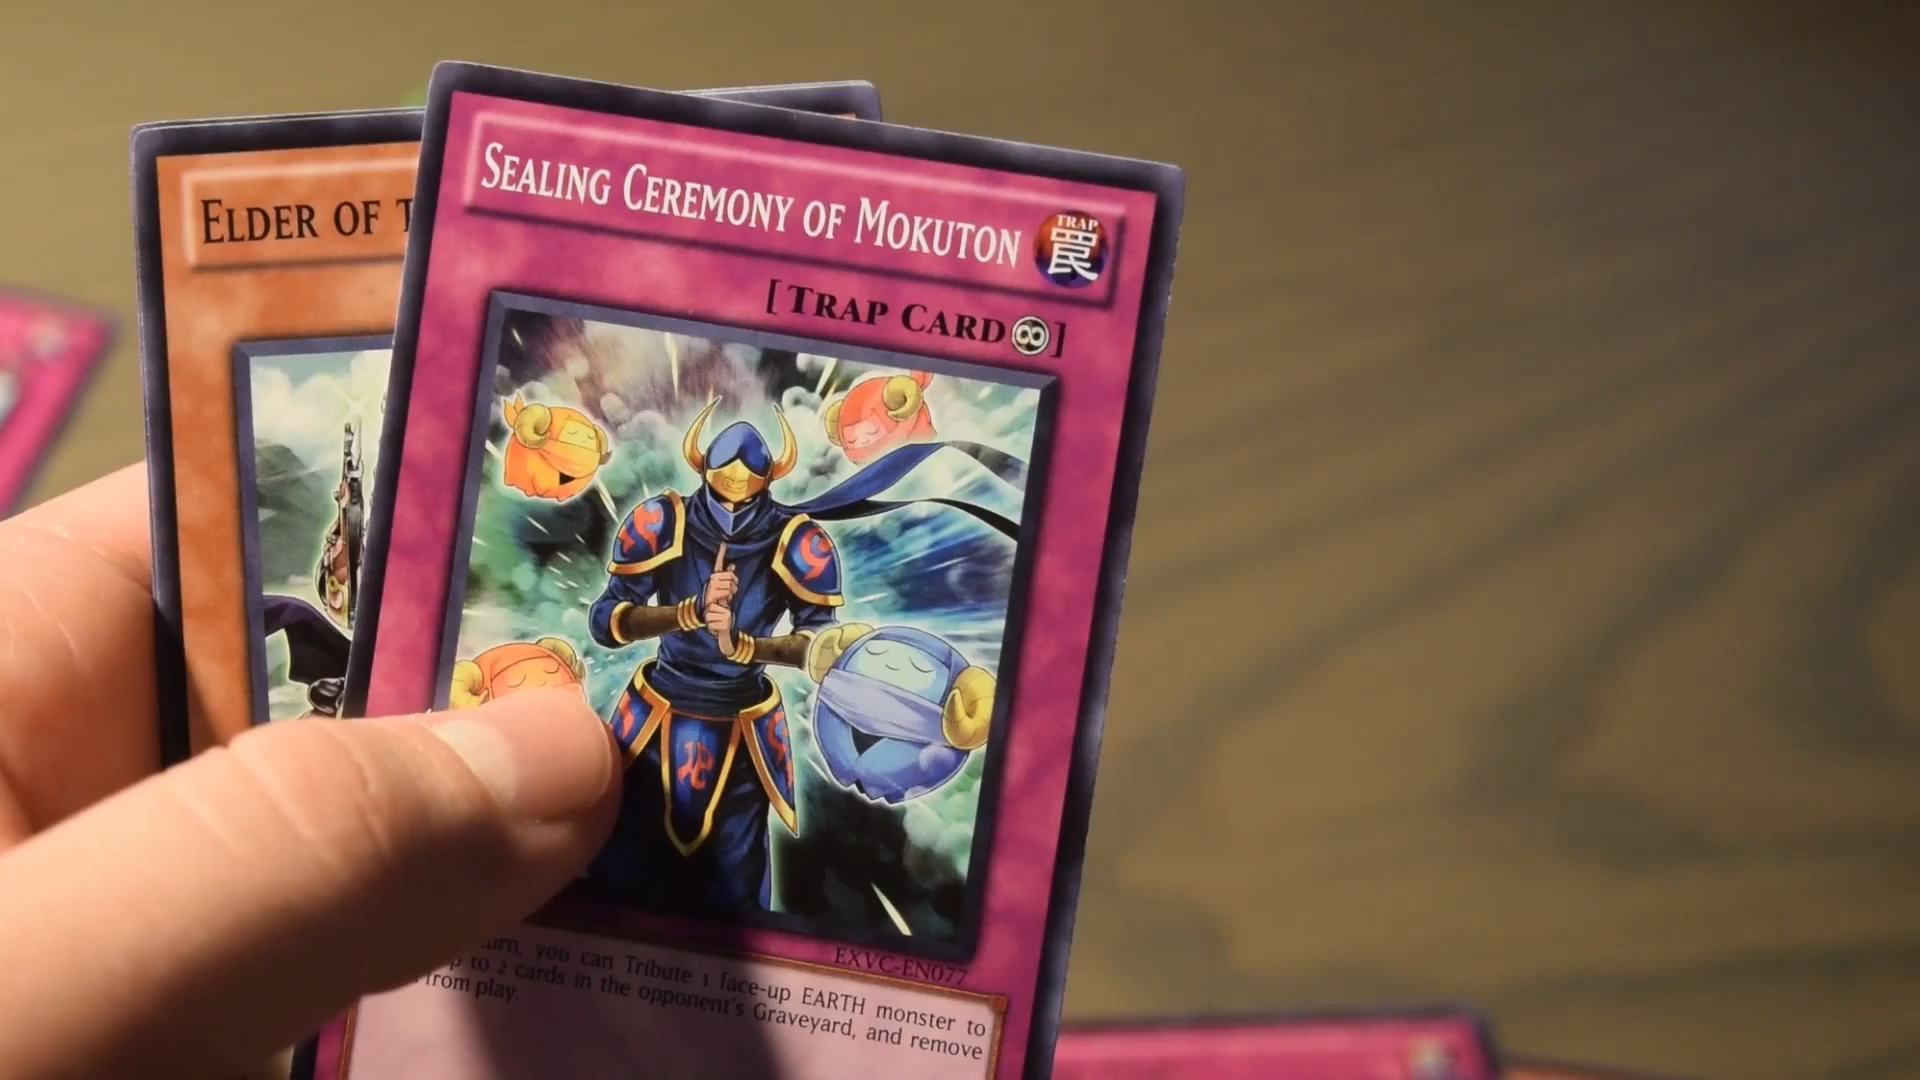 SEALING CEREMONY OF MOKUTON
TRAP
罠
[TRAP CARD]
ELDER OF
EXVC-EN077
you can Tribute 1 face-up EARTH monster to
to 2 cards in the opponent's Graveyard, and remove
from play.